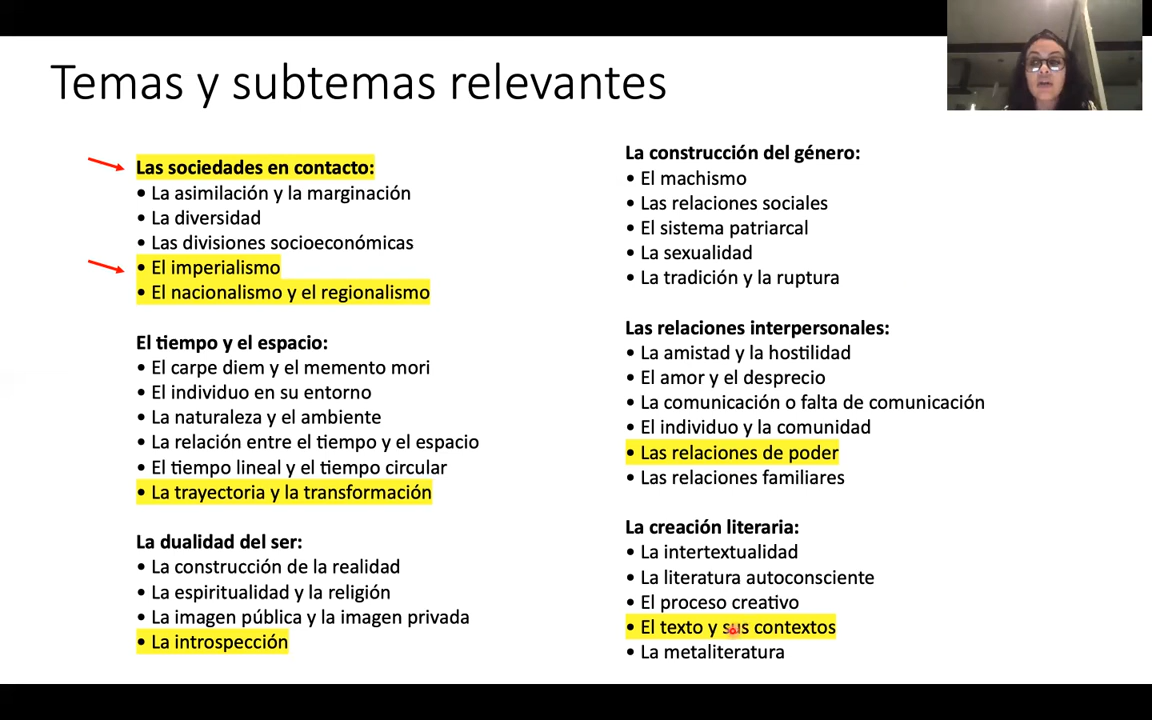 Temas y subtemas relevantes
Las sociedades en contacto:
• La asimilación y la marginación
• La diversidad
• Las divisiones socioeconómicas
• El imperialismo
• El nacionalismo y el regionalismo
El tiempo y el espacio:
• El carpe diem y el memento mori
• El individuo en su entorno
• La naturaleza y el ambiente
• La relación entre el tiempo y el espacio
• El tiempo lineal y el tiempo circular
• La trayectoria y la transformación
La dualidad del ser:
• La construcción de la realidad
• La espiritualidad y la religión
• La imagen pública y la imagen privada
• La introspección
La construcción del género:
• El machismo
• Las relaciones sociales
• El sistema patriarcal
• La sexualidad
• La tradición y la ruptura
Las relaciones interpersonales:
• La amistad y la hostilidad
• El amor y el desprecio
• La comunicación o falta de comunicación
• El individuo y la comunidad
• Las relaciones de poder
• Las relaciones familiares
La creación literaria:
• La intertextualidad
• La literatura autoconsciente
• El proceso creativo
• El texto y sus contextos
• La metaliteratura